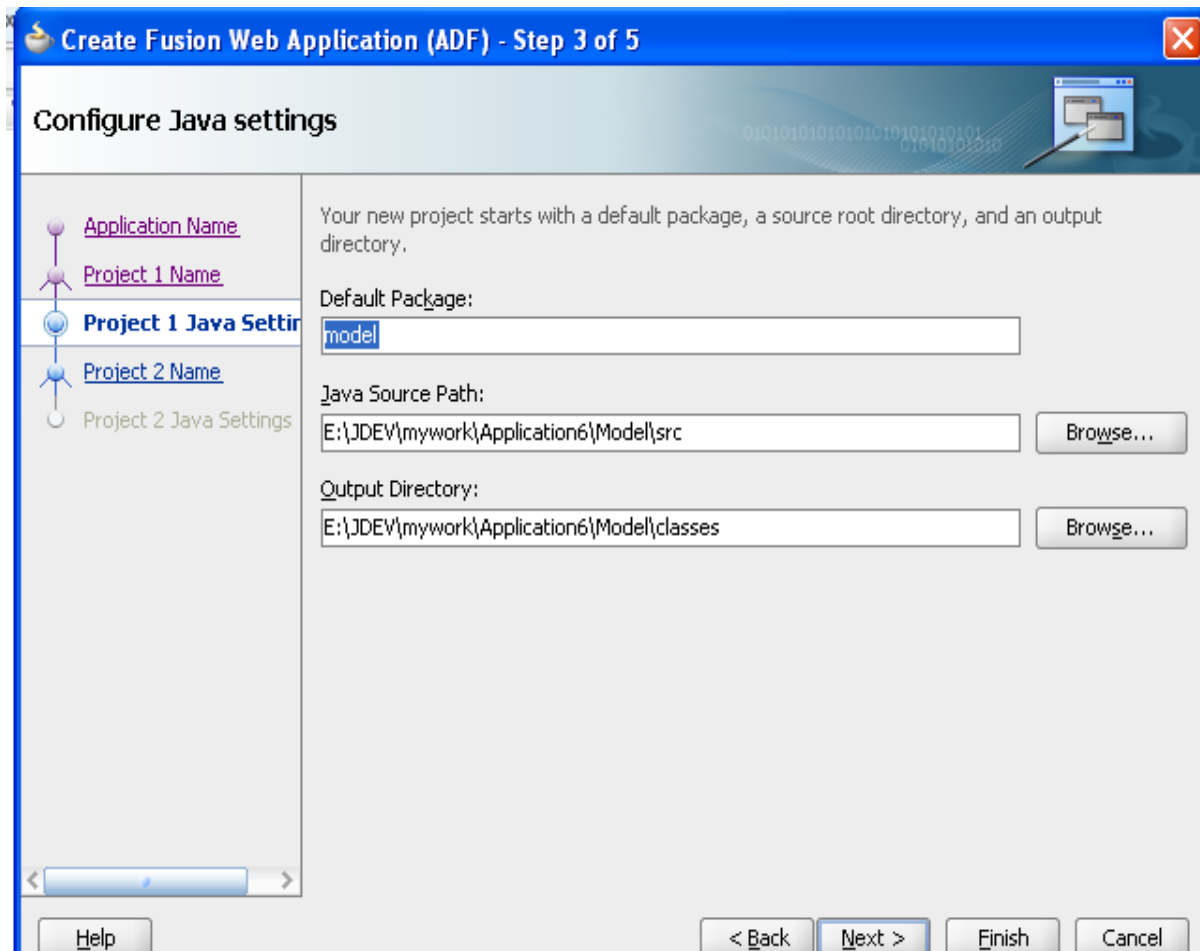 Create Fusion Web Application (ADF) - Step 3 of 5
Configure Java settings
010101010101010101010101
01010101010
Application Name
Project 1 Name
Project 1 Java Settin
Project 2 Name
Project 2 Java Settings
Your new project starts with a default package, a source root directory, and an output
directory.
Default Package:
model
Java Source Path:
E:\JDEV\mywork\Application6\Model\src
Browse...
Output Directory:
E:\JDEV\mywork\Application6\Model\classes
Browse...
Help
< Back
Next >
Finish
Cancel